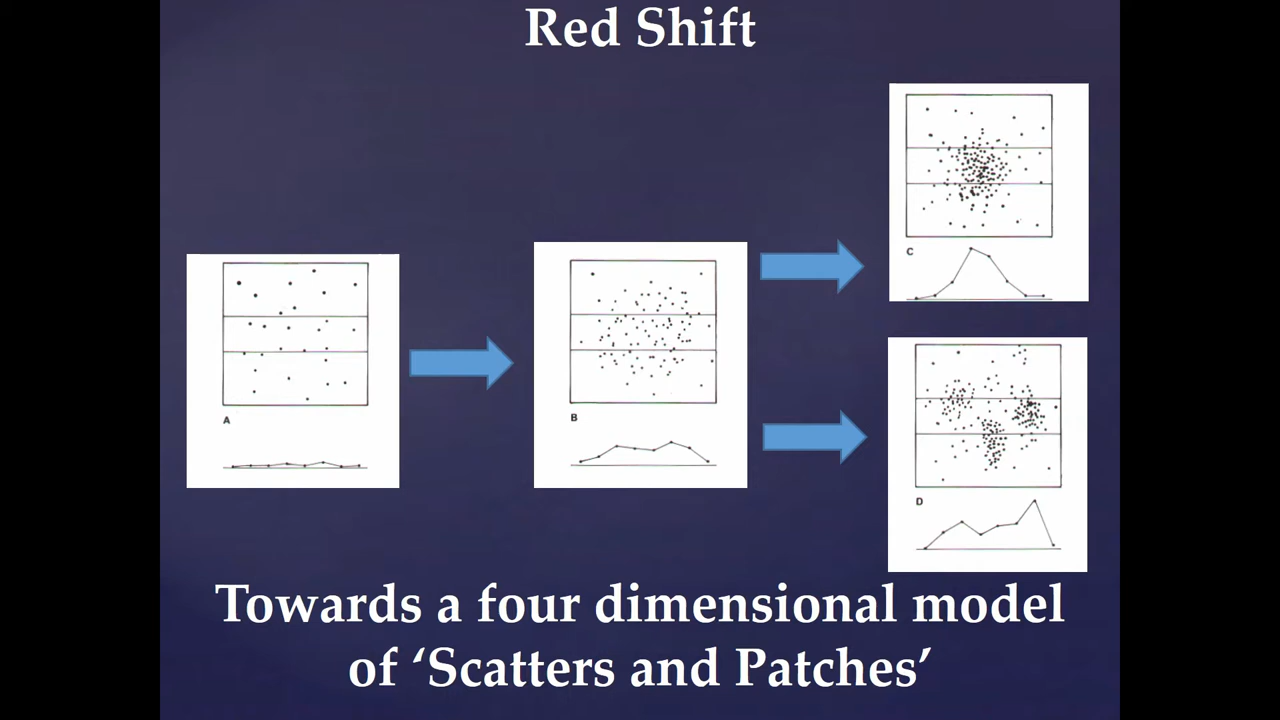 Red Shift
A
B
C
D
Towards a four dimensional model
of ‘Scatters and Patches’